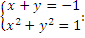 x + y = −1
x² + y² = 1;